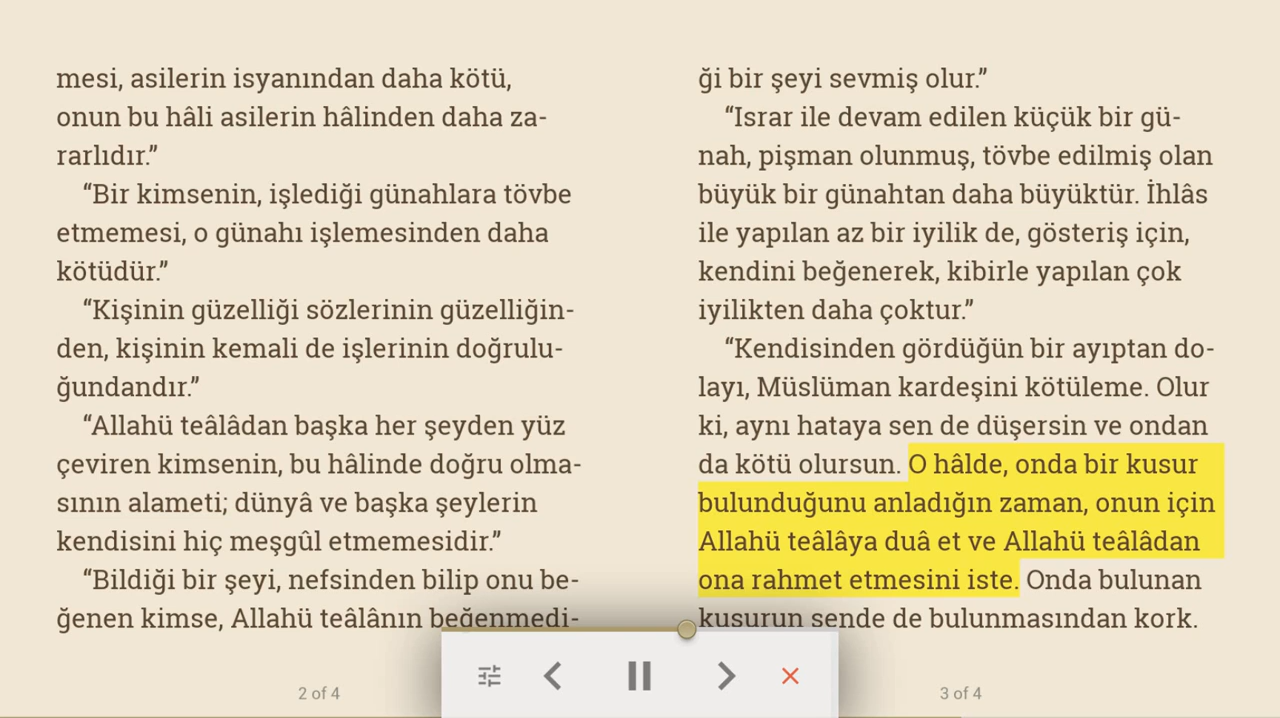 mesi, asilerin isyanından daha kötü,
onun bu hâli asilerin hâlinden daha za-
rarlıdır.”
“Bir kimsenin, işlediği günahlara tövbe
etmemesi, o günahı işlemesinden daha
kötüdür.”
“Kişinin güzelliği sözlerinin güzelliğin-
den, kişinin kemali de işlerinin doğrulu-
ğundandır.”
“Allahü teâlâdan başka her şeyden yüz
çeviren kimsenin, bu hâlinde doğru olma-
sının alameti; dünyâ ve başka şeylerin
kendisini hiç meşgûl etmemesidir.”
“Bildiği bir şeyi, nefsinden bilip onu be-
ğenen kimse, Allahü teâlânın beğenmedi-
2 of 4
ği bir şeyi sevmiş olur.”
“Israr ile devam edilen küçük bir gü-
nah, pişman olunmuş, tövbe edilmiş olan
büyük bir günahtan daha büyüktür. İhlâs
ile yapılan az bir iyilik de, gösteriş için,
kendini beğenerek, kibirle yapılan çok
iyilikten daha çoktur.”
“Kendisinden gördüğün bir ayıptan do-
layı, Müslüman kardeşini kötüleme. Olur
ki, aynı hataya sen de düşersin ve ondan
da kötü olursun. O hâlde, onda bir kusur
bulunduğunu anladığın zaman, onun için
Allahü teâlâya duâ et ve Allahü teâlâdan
ona rahmet etmesini iste. Onda bulunan
kusurun sende de bulunmasından kork.
3 of 4